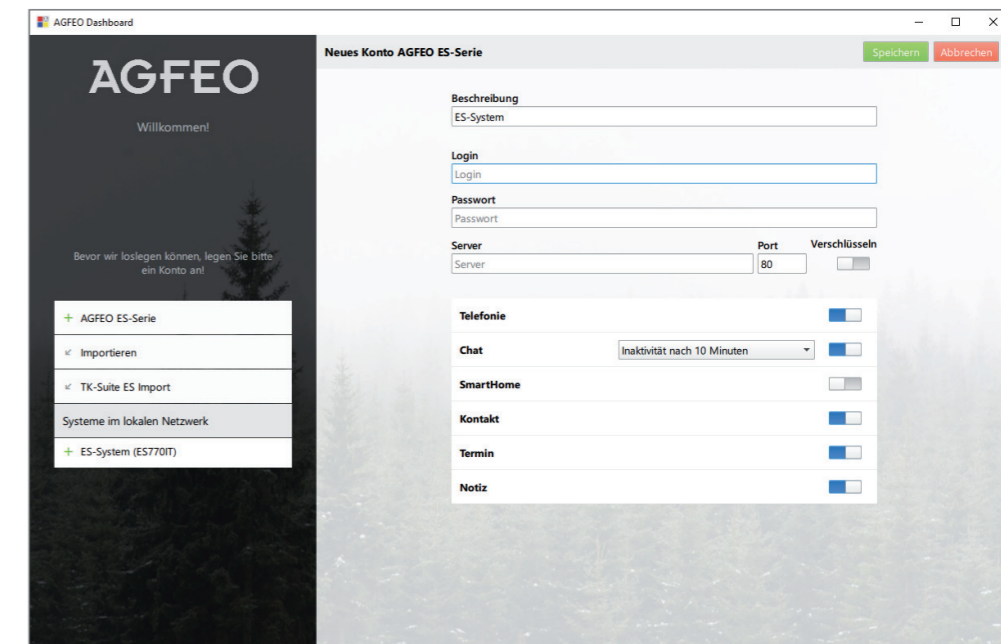 AGFEO Dashboard
AGFEO
Willkommen!
Bevor wir loslegen können, legen Sie bitte
ein Konto an!
AGFEO ES-Serie
Importieren
TK-Suite ES Import
Systeme im lokalen Netzwerk
ES-System (ES770IT)
Neues Konto AGFEO ES-Serie
Speichern
Abbrechen
Beschreibung
ES-System
Login
Login
Passwort
Passwort
Server
Port
Verschlüsseln
Server
80
Telefonie
Chat
Inaktivität nach 10 Minuten
SmartHome
Kontakt
Termin
Notiz